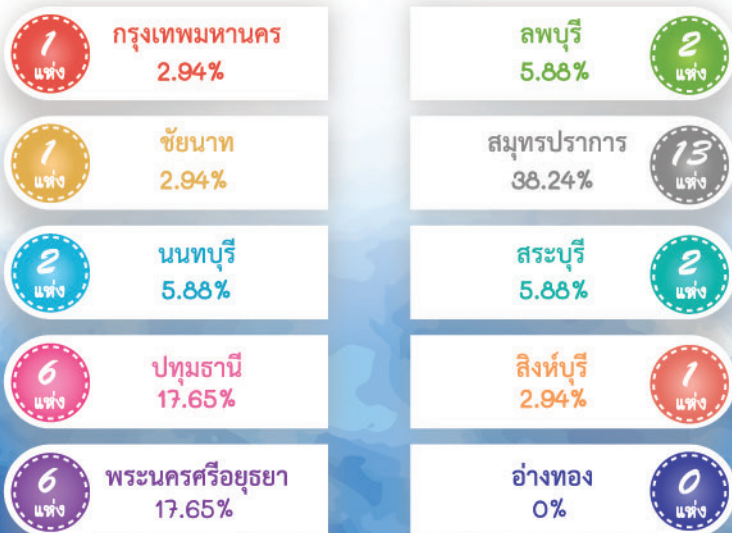 1
แห่ง
กรุงเทพมหานคร
2.94%
1
แห่ง
ชัยนาท
2.94%
2
แห่ง
นนทบุรี
5.88%
6
แห่ง
ปทุมธานี
17.65%
6
แห่ง
พระนครศรีอยุธยา
17.65%
ลพบุรี
5.88%
2
แห่ง
สมุทรปราการ
38.24%
13
แห่ง
สระบุรี
5.88%
2
แห่ง
สิงห์บุรี
2.94%
1
แห่ง
อ่างทอง
0%
0
แห่ง